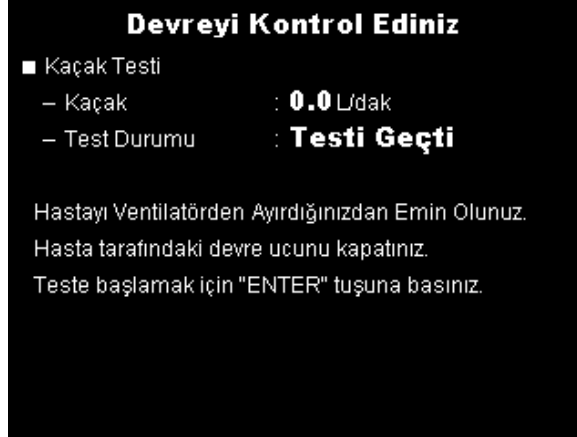 Devreyi Kontrol Ediniz
■ Kaçak Testi
– Kaçak : 0.0 L/dak
– Test Durumu : Testi Geçti
Hastayı Ventilatörden Ayırdığınızdan Emin Olunuz.
Hasta tarafındaki devre ucunu kapatınız.
Teste başlamak için "ENTER" tuşuna basınız.